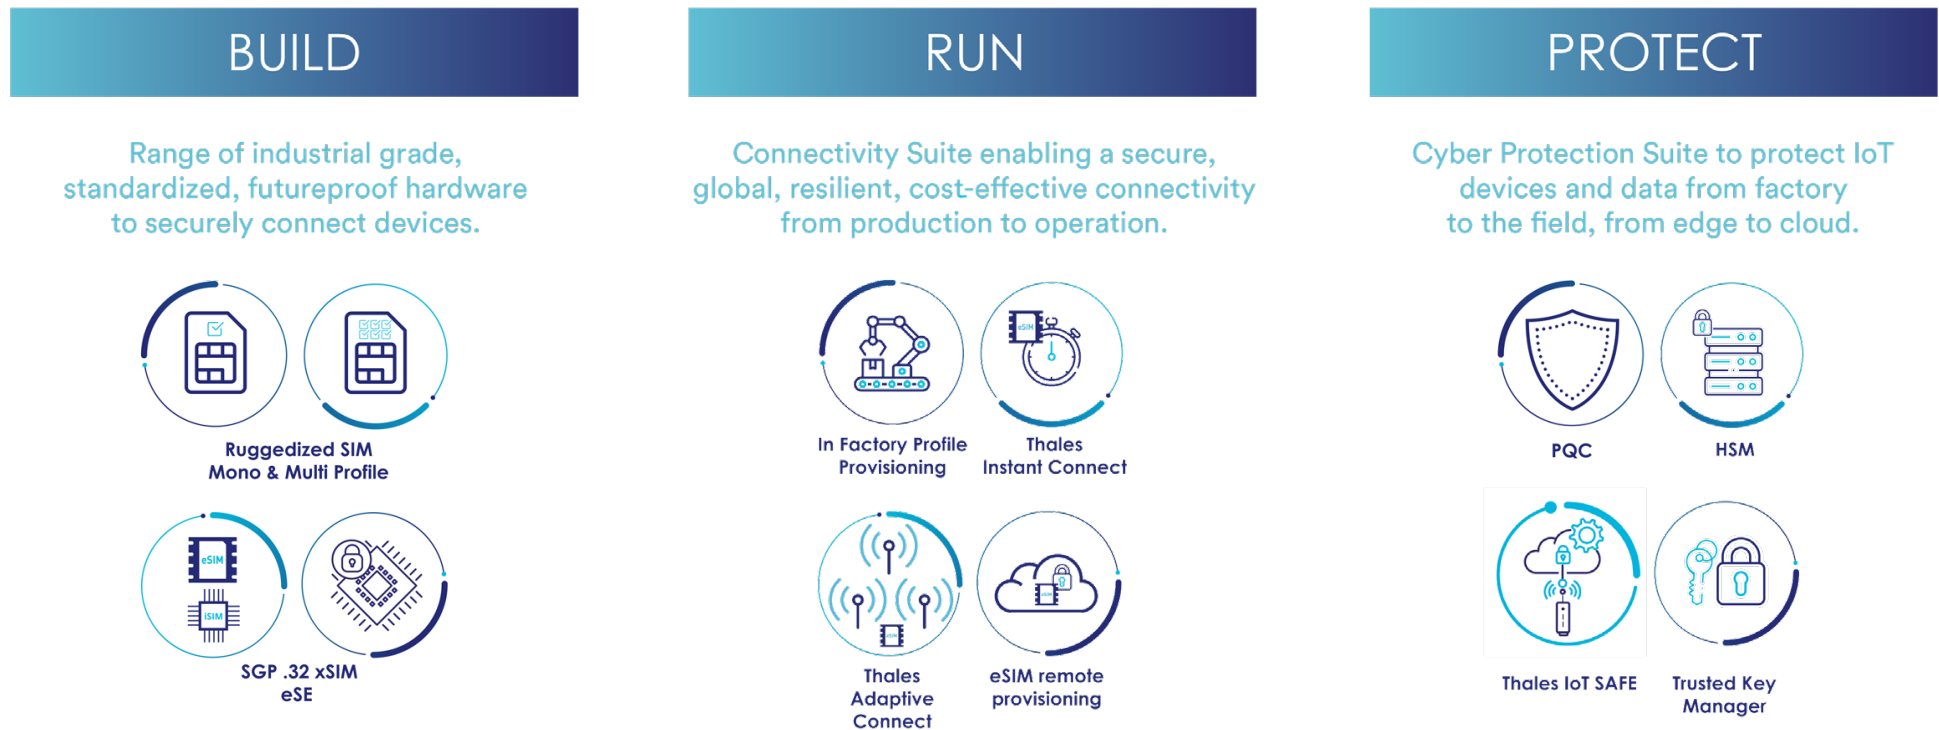 BUILD
Range of industrial grade,
standardized, futureproof hardware
to securely connect devices.
Ruggedized SIM
Mono & Multi Profile
eSIM
iSIM
SGP .32 xSIM
eSE
RUN
Connectivity Suite enabling a secure,
global, resilient, cost-effective connectivity
from production to operation.
eSIM
In Factory Profile
Provisioning
Thales
Instant Connect
eSIM
eSIM
Thales
Adaptive
Connect
eSIM remote
provisioning
PROTECT
Cyber Protection Suite to protect IoT
devices and data from factory
to the field, from edge to cloud.
PQC
HSM
Thales IoT SAFE
Trusted Key
Manager